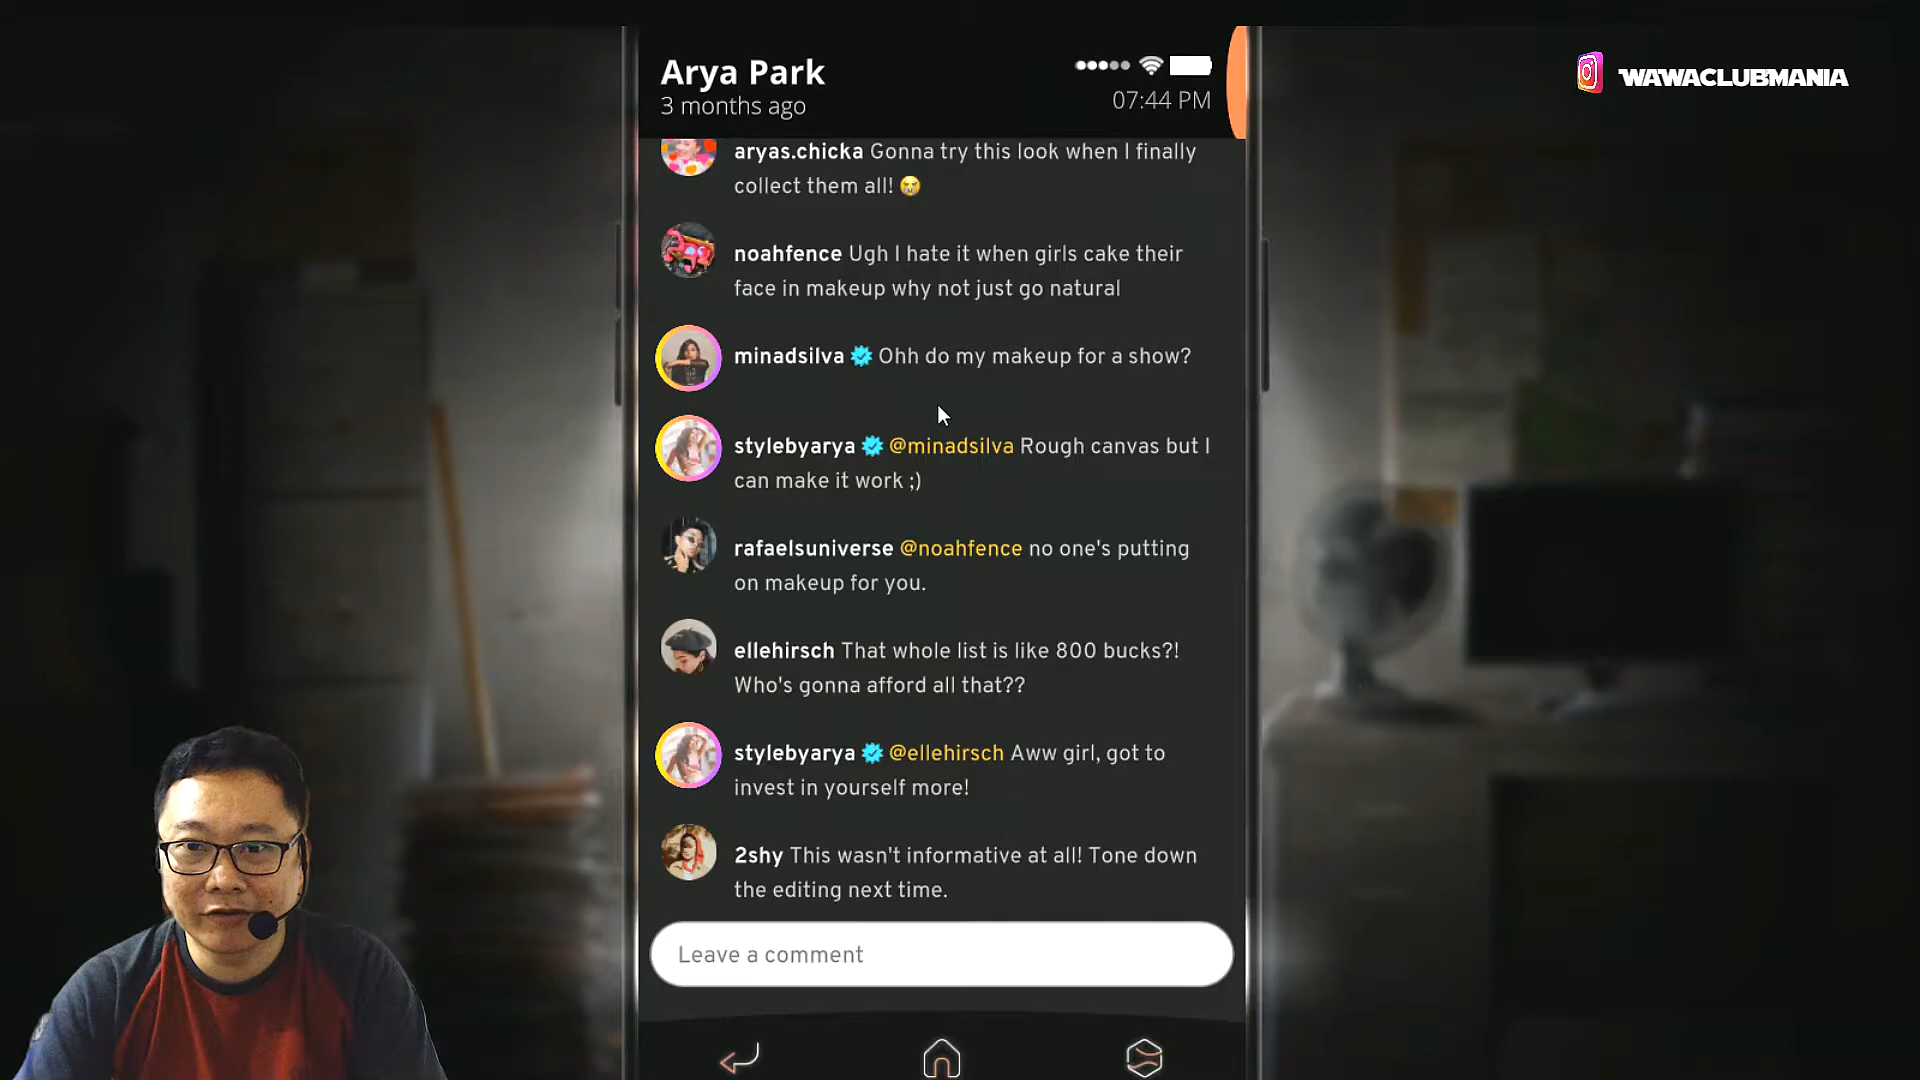 Arya Park
3 months ago
07:44 PM
WAWACLUBMANIA
aryas.chicka Gonna try this look when I finally
collect them all! 😭
noahfence Ugh I hate it when girls cake their
face in makeup why not just go natural
minadsilva Ohh do my makeup for a show?
stylebyarya @minadsilva Rough canvas but I
can make it work ;)
rafaelsuniverse @noahfence no one's putting
on makeup for you.
ellehirsch That whole list is like 800 bucks?!
Who's gonna afford all that??
stylebyarya @ellehirsch Aww girl, got to
invest in yourself more!
2shy This wasn't informative at all! Tone down
the editing next time.
Leave a comment